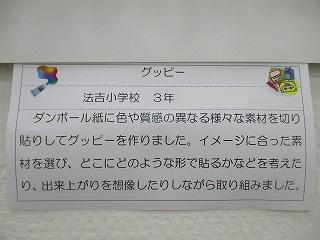 グッピー
法吉小学校　３年
ダンボール紙に色や質感の異なる様々な素材を切り
貼りしてグッピーを作りました。イメージに合った素
材を選び、どこにどのような形で貼るかなどを考えた
り、出来上がりを想像したりしながら取り組みました。